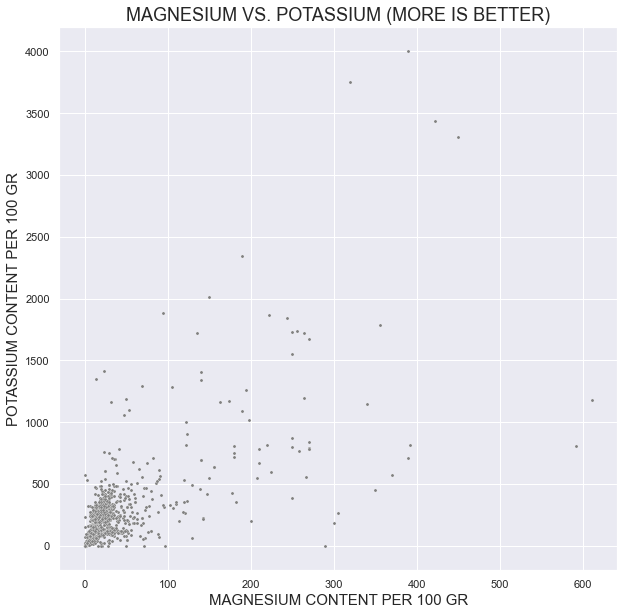 MAGNESIUM VS. POTASSIUM (MORE IS BETTER)
POTASSIUM CONTENT PER 100 GR
4000
3500
3000
2500
2000
1500
1000
500
0
0 100 200 300 400 500 600
MAGNESIUM CONTENT PER 100 GR